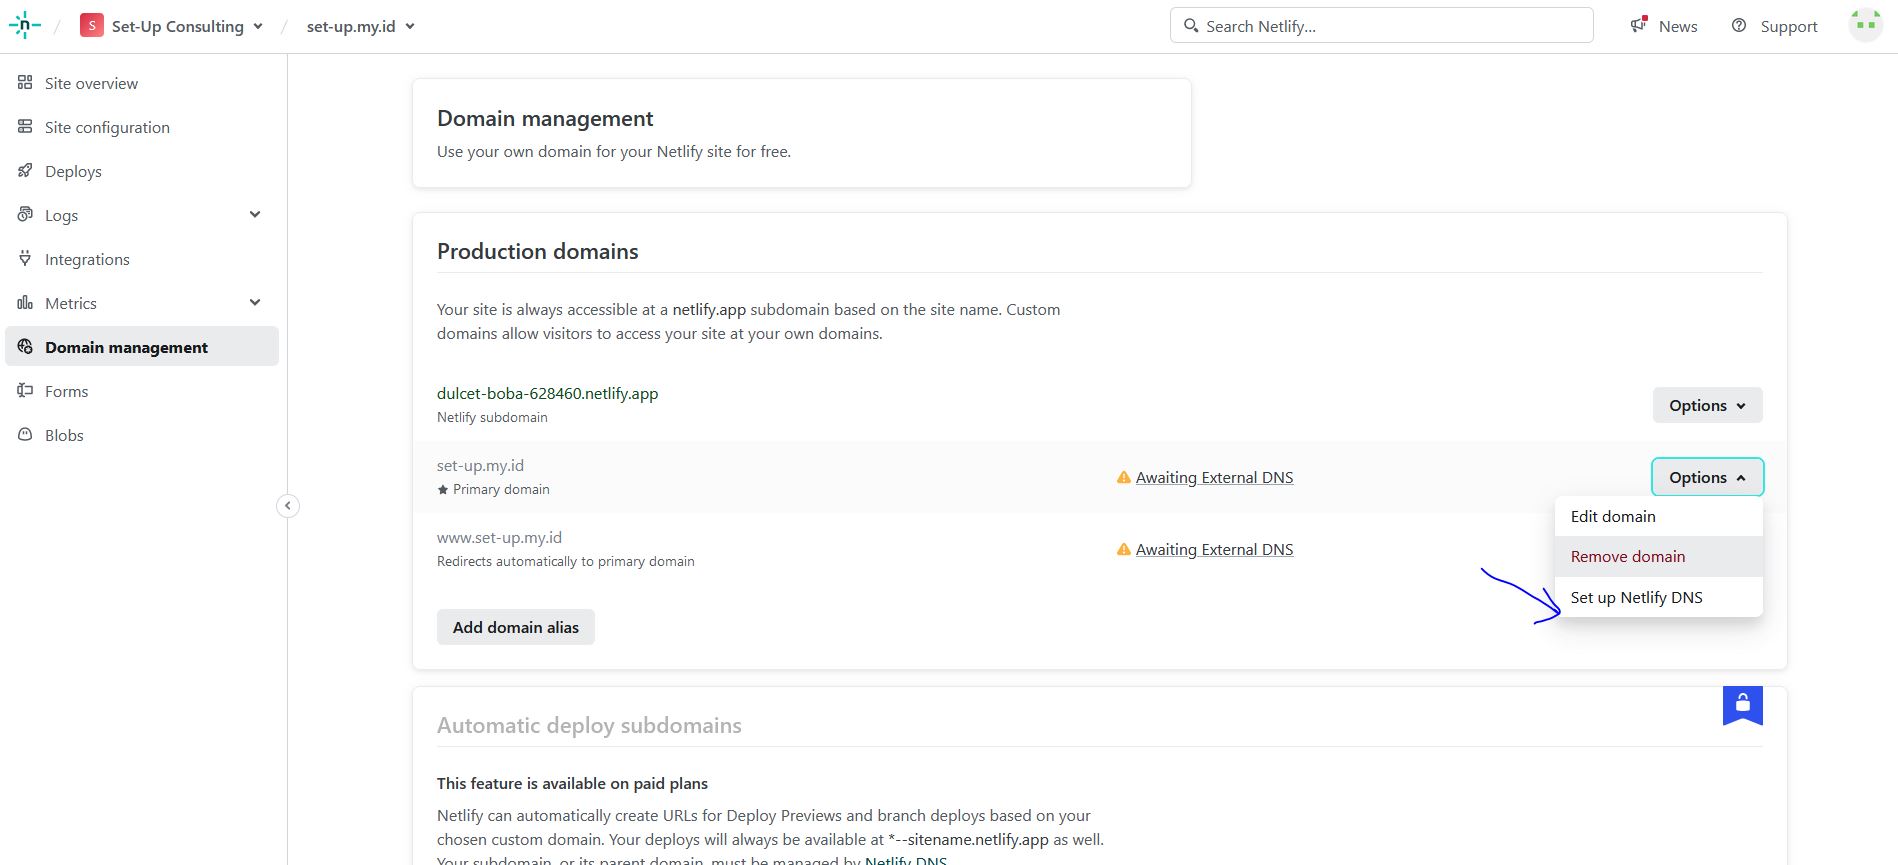 S Set-Up Consulting / set-up.my.id
Search Netlify...
News
Support
Site overview
Site configuration
Deploys
Logs
Integrations
Metrics
Domain management
Forms
Blobs
Domain management
Use your own domain for your Netlify site for free.
Production domains
Your site is always accessible at a netlify.app subdomain based on the site name. Custom
domains allow visitors to access your site at your own domains.
dulcet-boba-628460.netlify.app
Netlify subdomain
Options
set-up.my.id
Primary domain
Awaiting External DNS
Options
Edit domain
Remove domain
Set up Netlify DNS
www.set-up.my.id
Redirects automatically to primary domain
Awaiting External DNS
Add domain alias
Automatic deploy subdomains
This feature is available on paid plans
Netlify can automatically create URLs for Deploy Previews and branch deploys based on your
chosen custom domain. Your deploys will always be available at *--sitename.netlify.app as well.
Your subdomain, or its parent domain, must be managed by Netlify DNS.